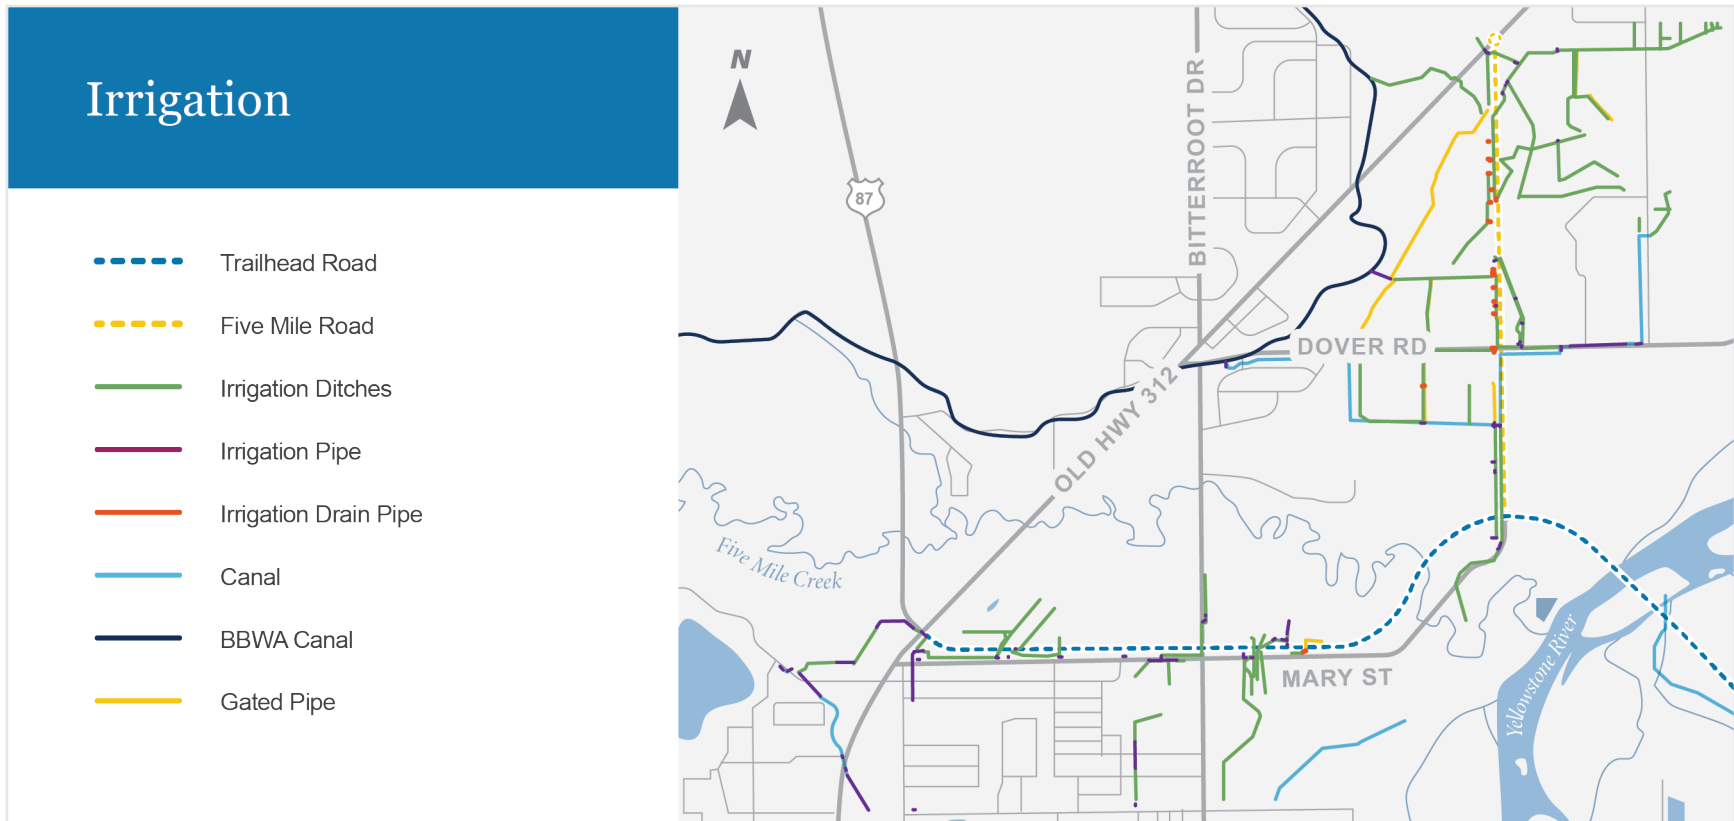 Irrigation
Trailhead Road
Five Mile Road
Irrigation Ditches
Irrigation Pipe
Irrigation Drain Pipe
Canal
BBWA Canal
Gated Pipe
N
87
BITTERROOT DR
DOVER RD
OLD HWY 312
Five Mile Creek
MARY ST
Yellowstone River